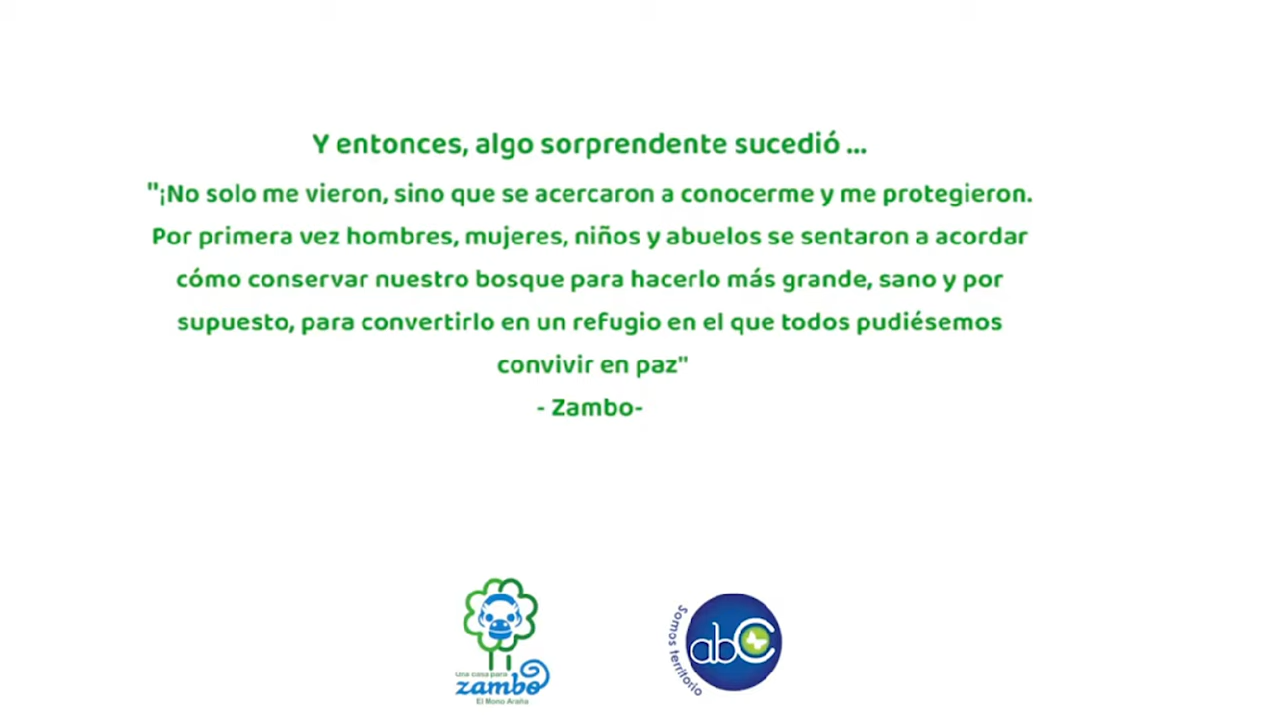 Y entonces, algo sorprendente sucedió ...
"¡No solo me vieron, sino que se acercaron a conocerme y me protegieron.
Por primera vez hombres, mujeres, niños y abuelos se sentaron a acordar
cómo conservar nuestro bosque para hacerlo más grande, sano y por
supuesto, para convertirlo en un refugio en el que todos pudiésemos
convivir en paz"
- Zambo-
Una casa para
zambo
El Mono Araña
Somos territorio
abC